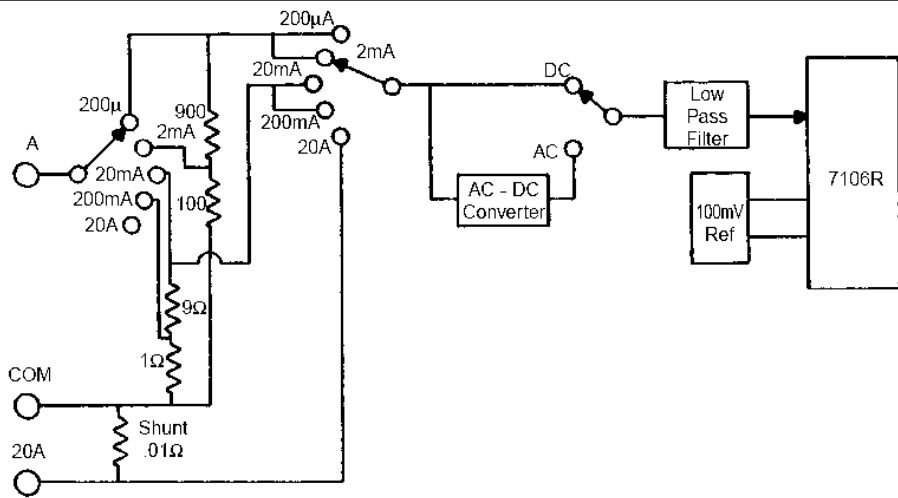 200µA
2mA
20mA
200mA
20A
200µ
2mA
A
20mA
200mA
20A
900
100
9Ω
1Ω
COM
Shunt
.01Ω
20A
DC
AC
AC - DC
Converter
Low
Pass
Filter
100mV
Ref
7106R